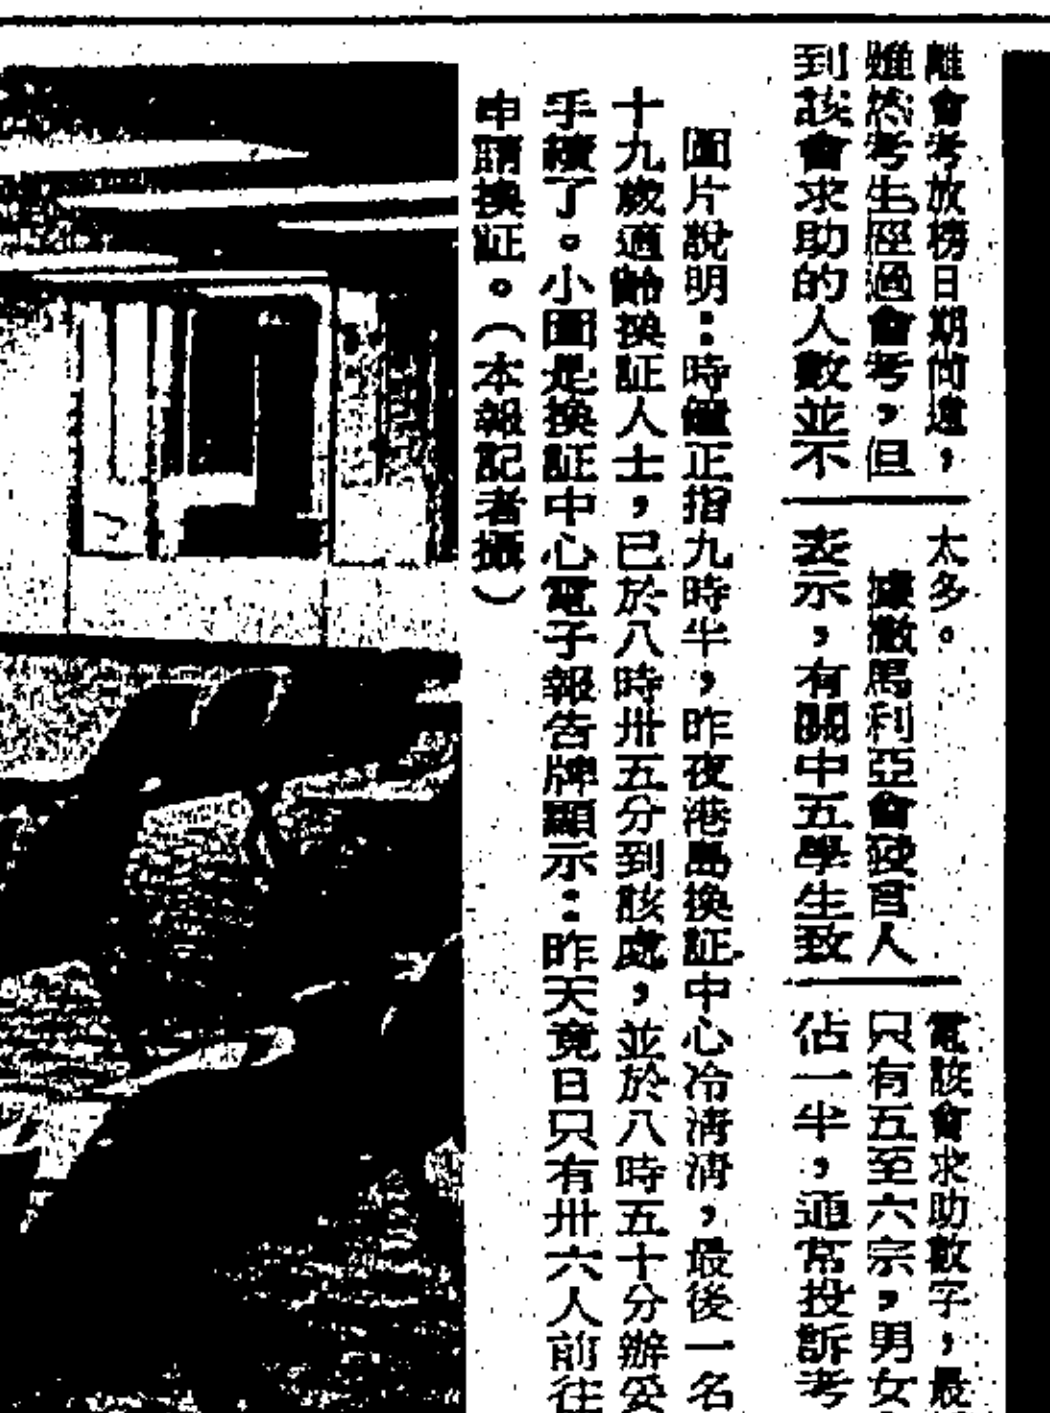 離會考放榜日期尚遠，
雖然考生經過會考，但
到該會求助的人數並不
太多。
據撒馬利亞會發言人
表示，有關中五學生致
電該會求助數字，最
只有五至六宗，男女
佔一半，通常投訴考
圖片說明：時鐘正指九時半，昨夜港島換証中心冷清清，最後一名
十九歲適齡換証人士，已於八時卅五分到該處，並於八時五十分辦妥
手續了。小圖是換証中心電子報告牌顯示：昨天竟日只有卅六人前往
申請換証。（本報記者攝）